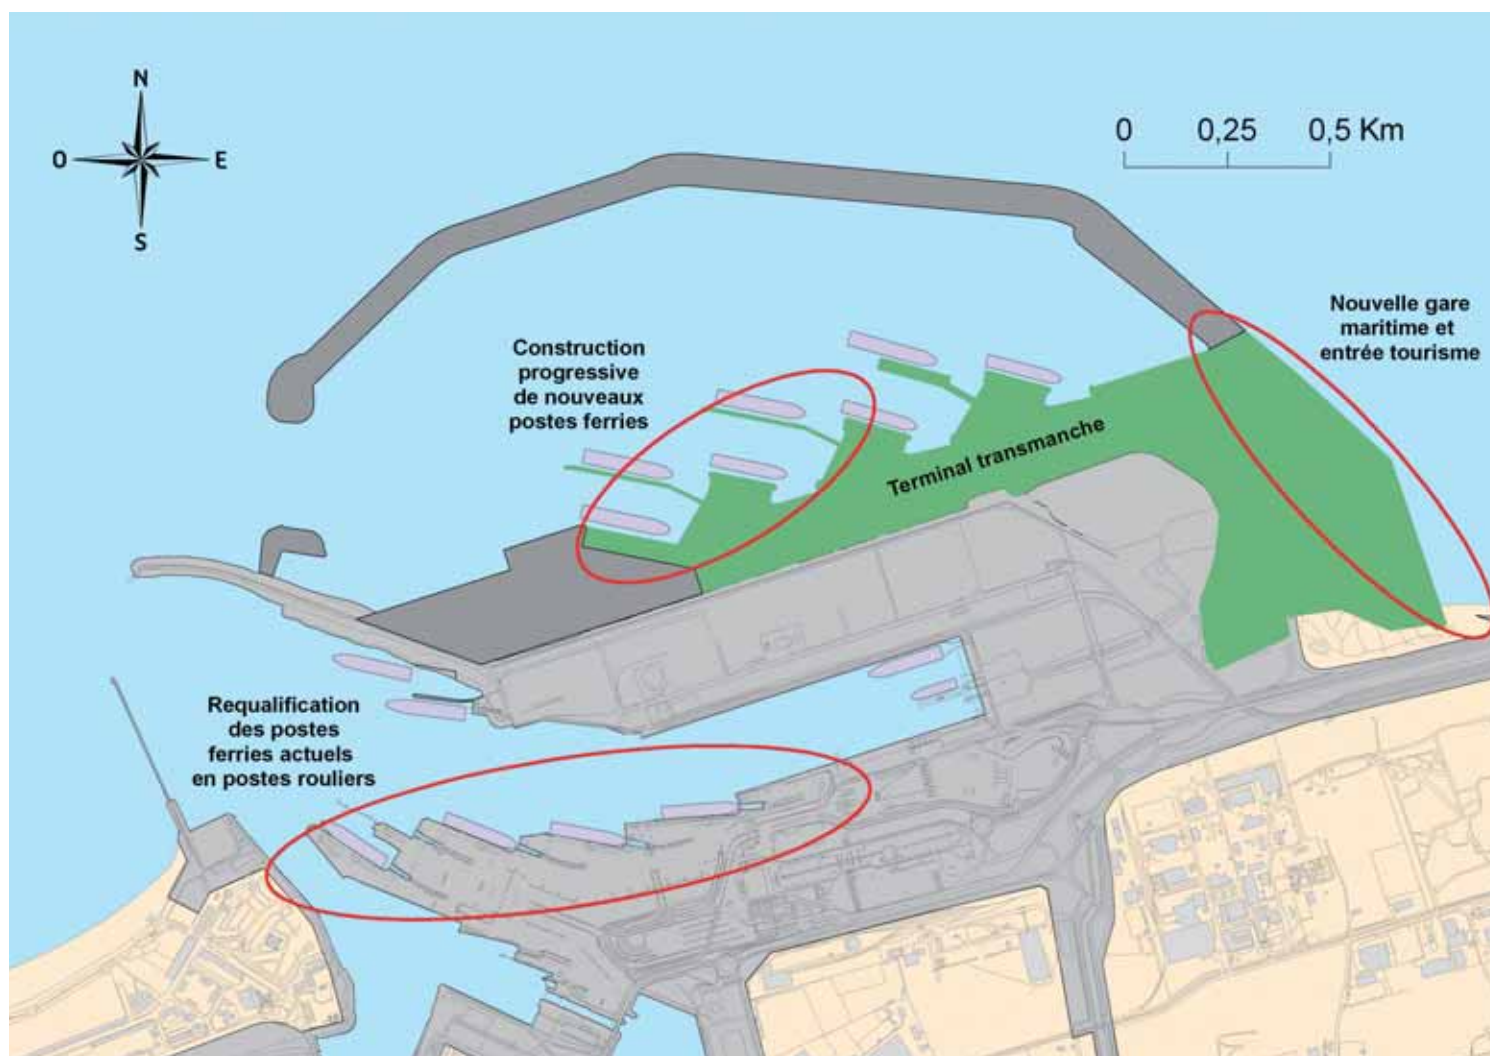 N
O
E
S
0 0,25 0,5 Km
Nouvelle gare
maritime et
entrée tourisme
Construction
progressive
de nouveaux
postes ferries
Terminal transmanche
Requalification
des postes
ferries actuels
en postes rouliers